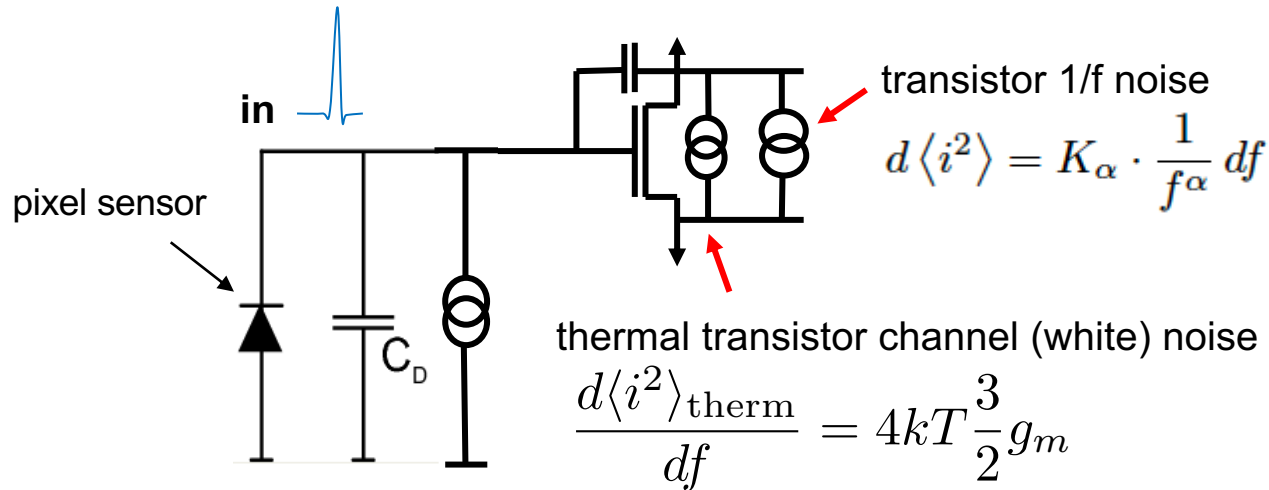 transistor 1/f noise
in
d⟨i²⟩ = K_α · 1/f^α df
pixel sensor
C_D
thermal transistor channel (white) noise
d⟨i²⟩_therm / df = 4kT 3/2 g_m